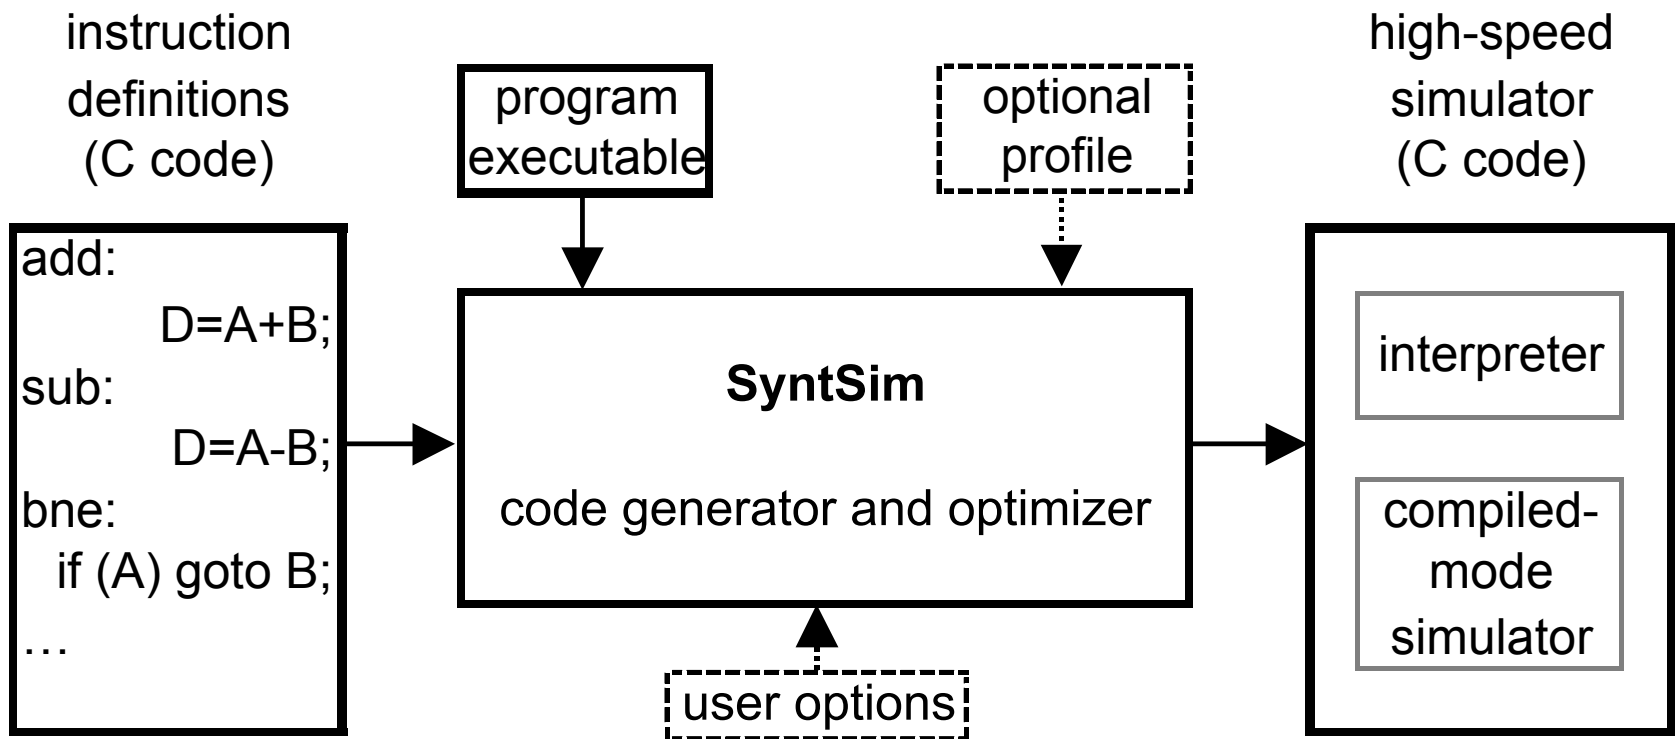 instruction
definitions
(C code)
add:
D=A+B;
sub:
D=A-B;
bne:
if (A) goto B;
…
program
executable
optional
profile
SyntSim
code generator and optimizer
user options
high-speed
simulator
(C code)
interpreter
compiled-
mode
simulator